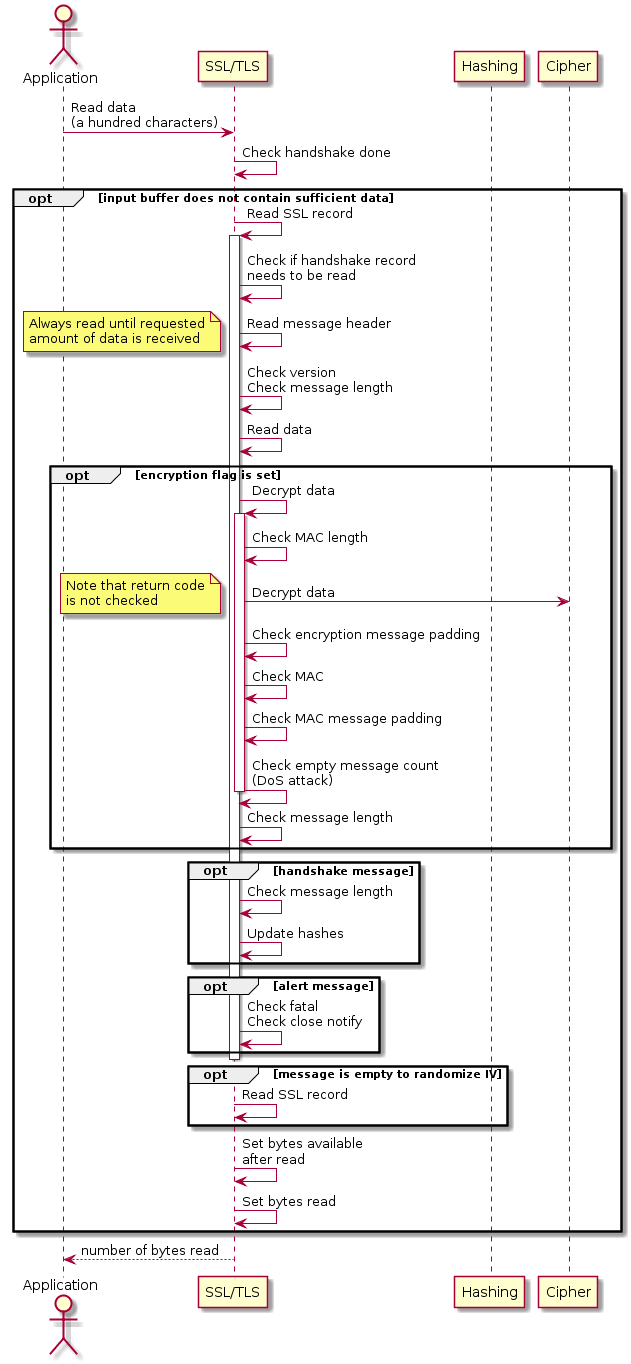 Application
SSL/TLS
Hashing
Cipher
Read data
(a hundred characters)
Check handshake done
opt
[input buffer does not contain sufficient data]
Read SSL record
Check if handshake record
needs to be read
Always read until requested
amount of data is received
Read message header
Check version
Check message length
Read data
opt
[encryption flag is set]
Decrypt data
Check MAC length
Note that return code
is not checked
Decrypt data
Check encryption message padding
Check MAC
Check MAC message padding
Check empty message count
(DoS attack)
Check message length
opt
[handshake message]
Check message length
Update hashes
opt
[alert message]
Check fatal
Check close notify
opt
[message is empty to randomize IV]
Read SSL record
Set bytes available
after read
Set bytes read
number of bytes read
Application
SSL/TLS
Hashing
Cipher